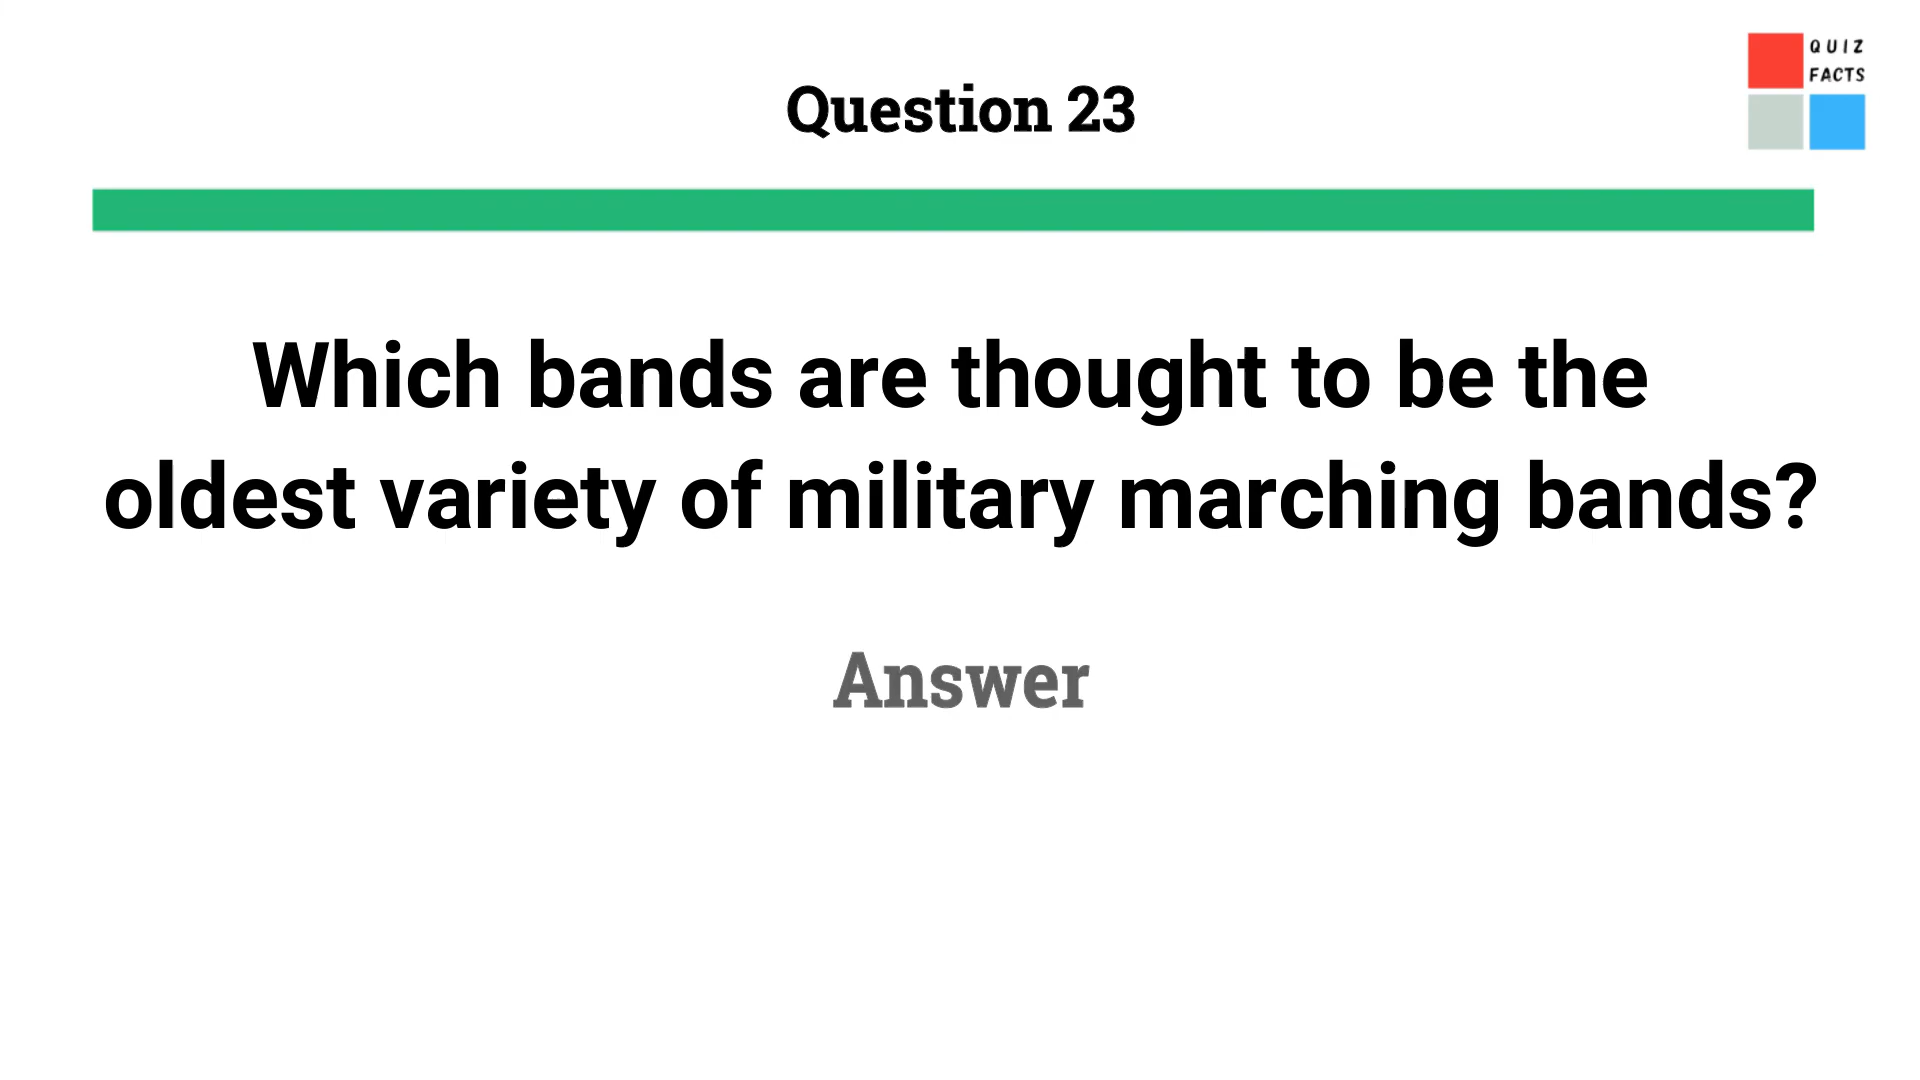 QUIZ
FACTS
Question 23
Which bands are thought to be the
oldest variety of military marching bands?
Answer